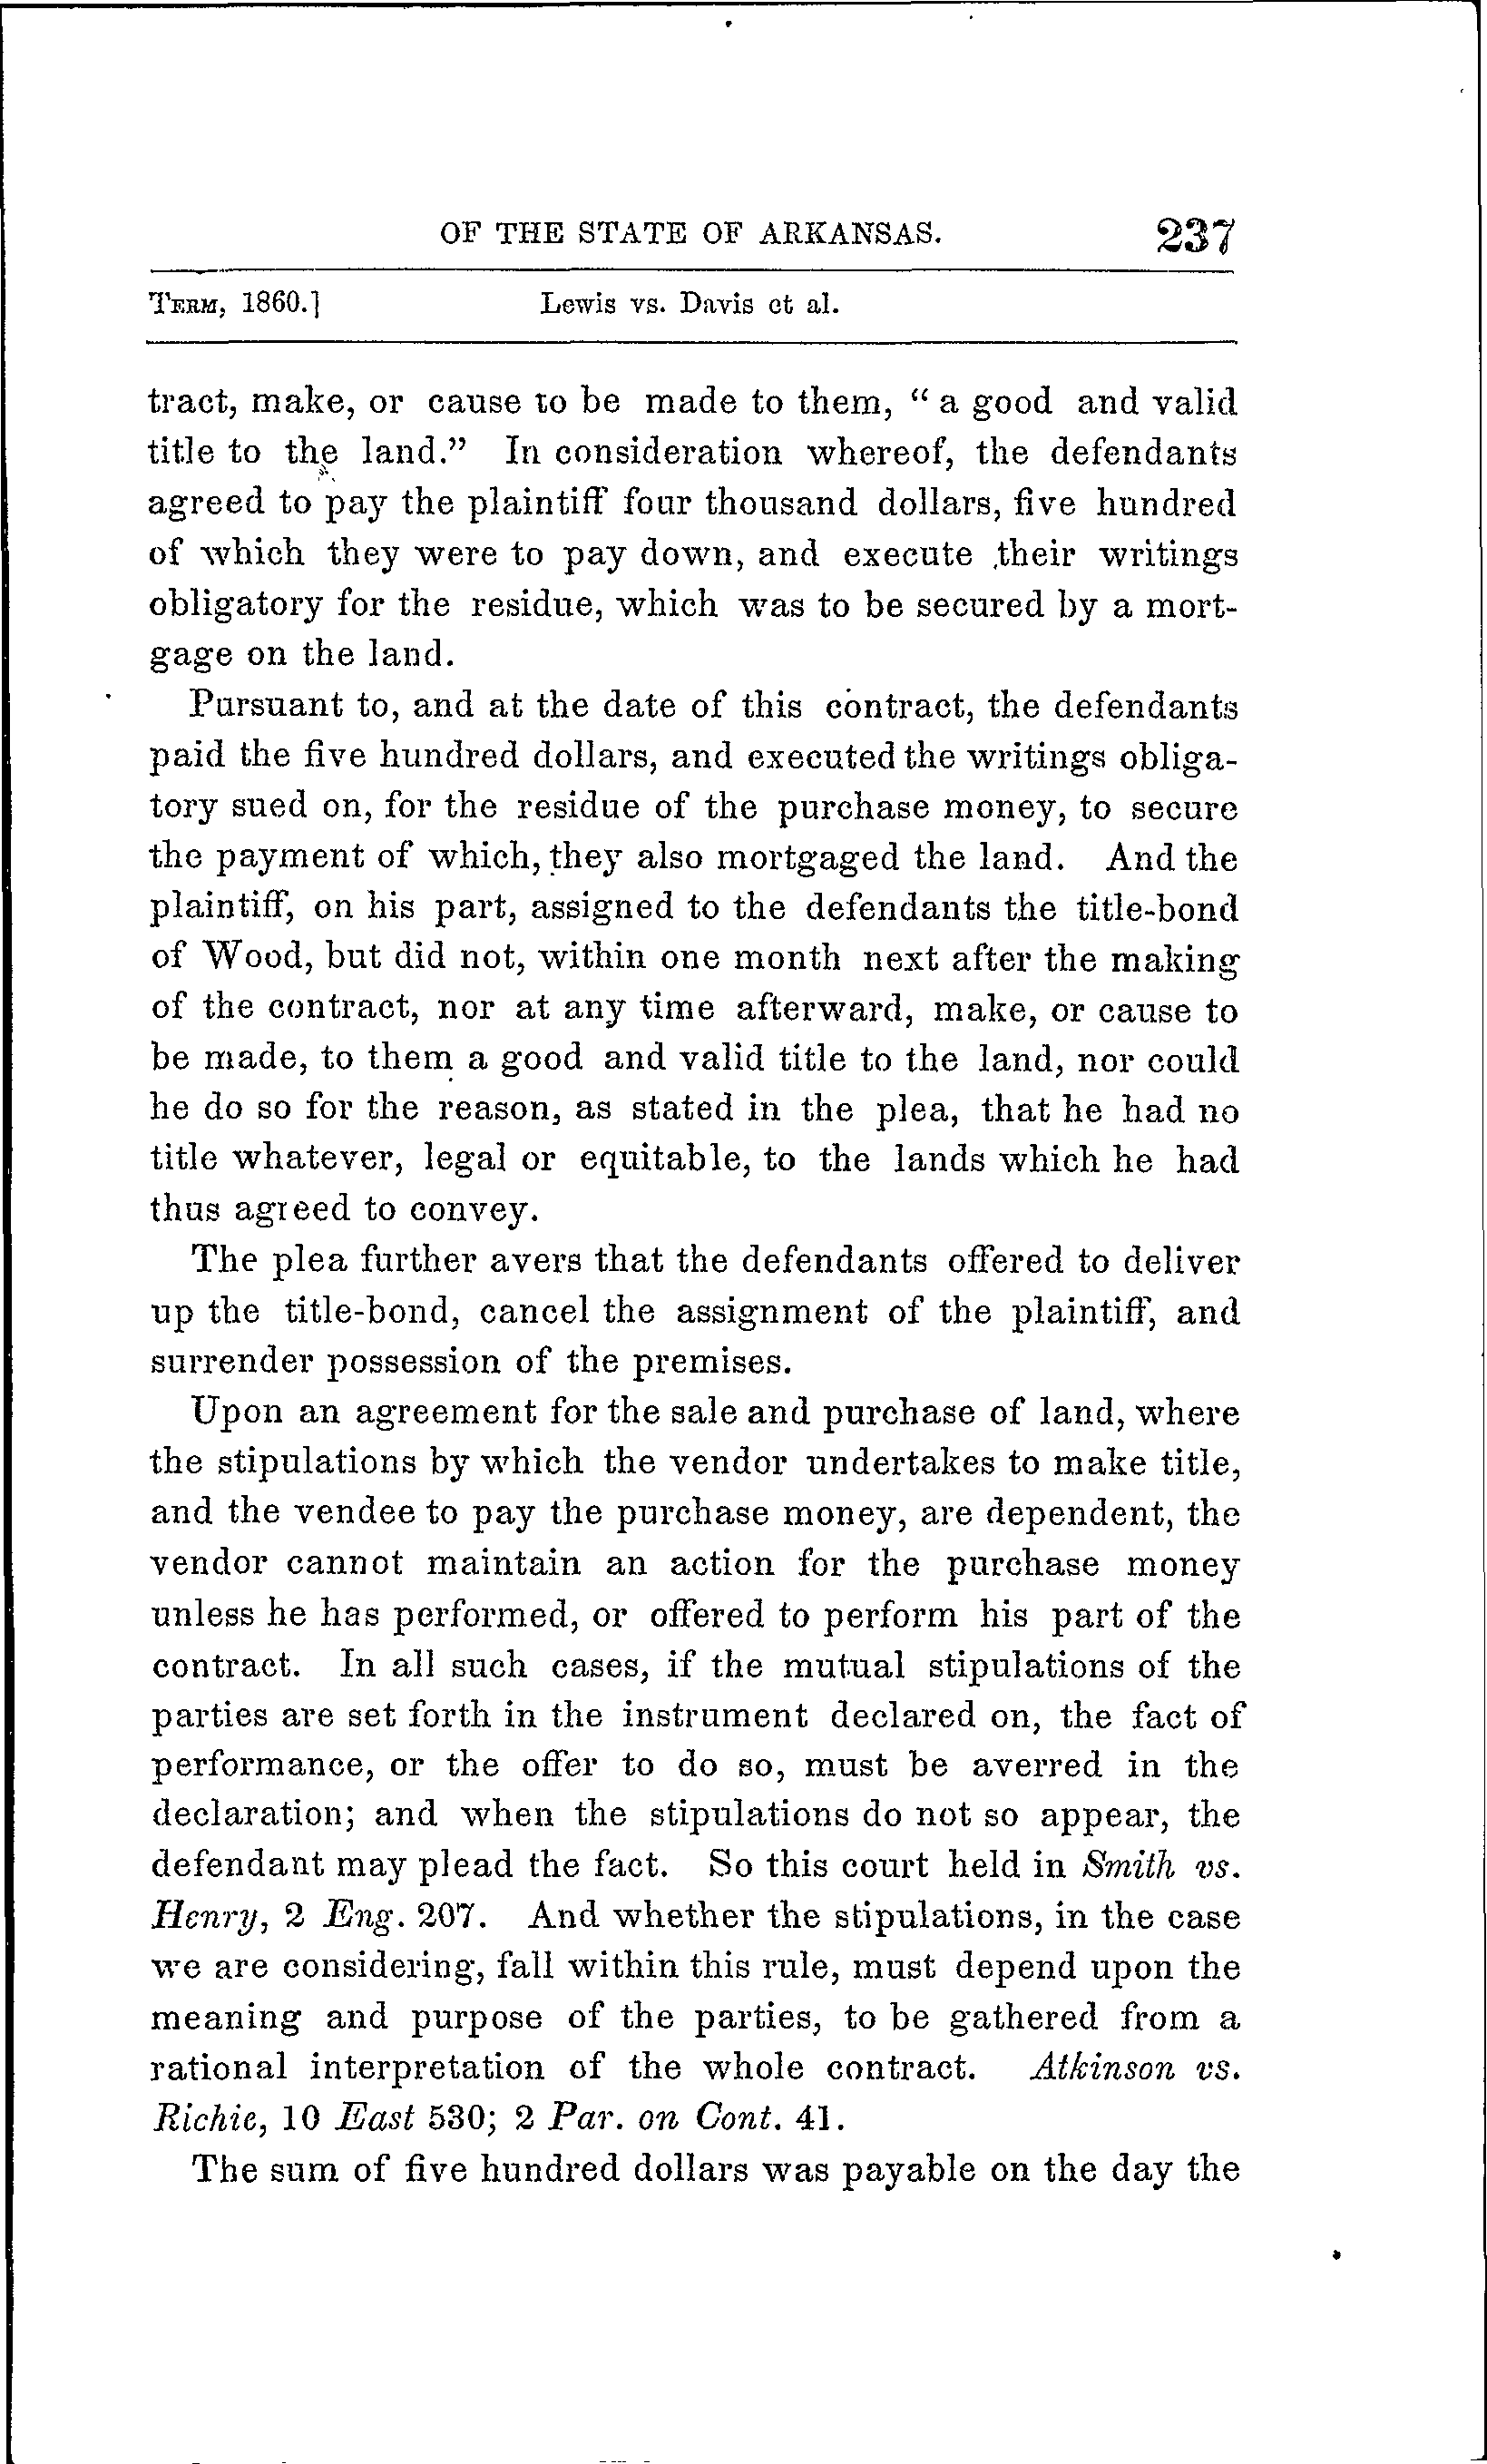 OF THE STATE OF ARKANSAS. 237
TERM, 1860.] Lewis vs. Davis et al.
tract, make, or cause to be made to them, " a good and valid
title to the land." In consideration whereof, the defendants
agreed to pay the plaintiff four thousand dollars, five hundred
of which they were to pay down, and execute their writings
obligatory for the residue, which was to be secured by a mort-
gage on the land.
Pursuant to, and at the date of this contract, the defendants
paid the five hundred dollars, and executed the writings obliga-
tory sued on, for the residue of the purchase money, to secure
the payment of which, they also mortgaged the land. And the
plaintiff, on his part, assigned to the defendants the title-bond
of Wood, but did not, within one month next after the making
of the contract, nor at any time afterward, make, or cause to
be made, to them a good and valid title to the land, nor could
he do so for the reason, as stated in the plea, that he had no
title whatever, legal or equitable, to the lands which he had
thus agreed to convey.
The plea further avers that the defendants offered to deliver
up the title-bond, cancel the assignment of the plaintiff, and
surrender possession of the premises.
Upon an agreement for the sale and purchase of land, where
the stipulations by which the vendor undertakes to make title,
and the vendee to pay the purchase money, are dependent, the
vendor cannot maintain an action for the purchase money
unless he has performed, or offered to perform his part of the
contract. In all such cases, if the mutual stipulations of the
parties are set forth in the instrument declared on, the fact of
performance, or the offer to do so, must be averred in the
declaration; and when the stipulations do not so appear, the
defendant may plead the fact. So this court held in Smith vs.
Henry, 2 Eng. 207. And whether the stipulations, in the case
we are considering, fall within this rule, must depend upon the
meaning and purpose of the parties, to be gathered from a
rational interpretation of the whole contract. Atkinson vs.
Richie, 10 East 530; 2 Par. on Cont. 41.
The sum of five hundred dollars was payable on the day the